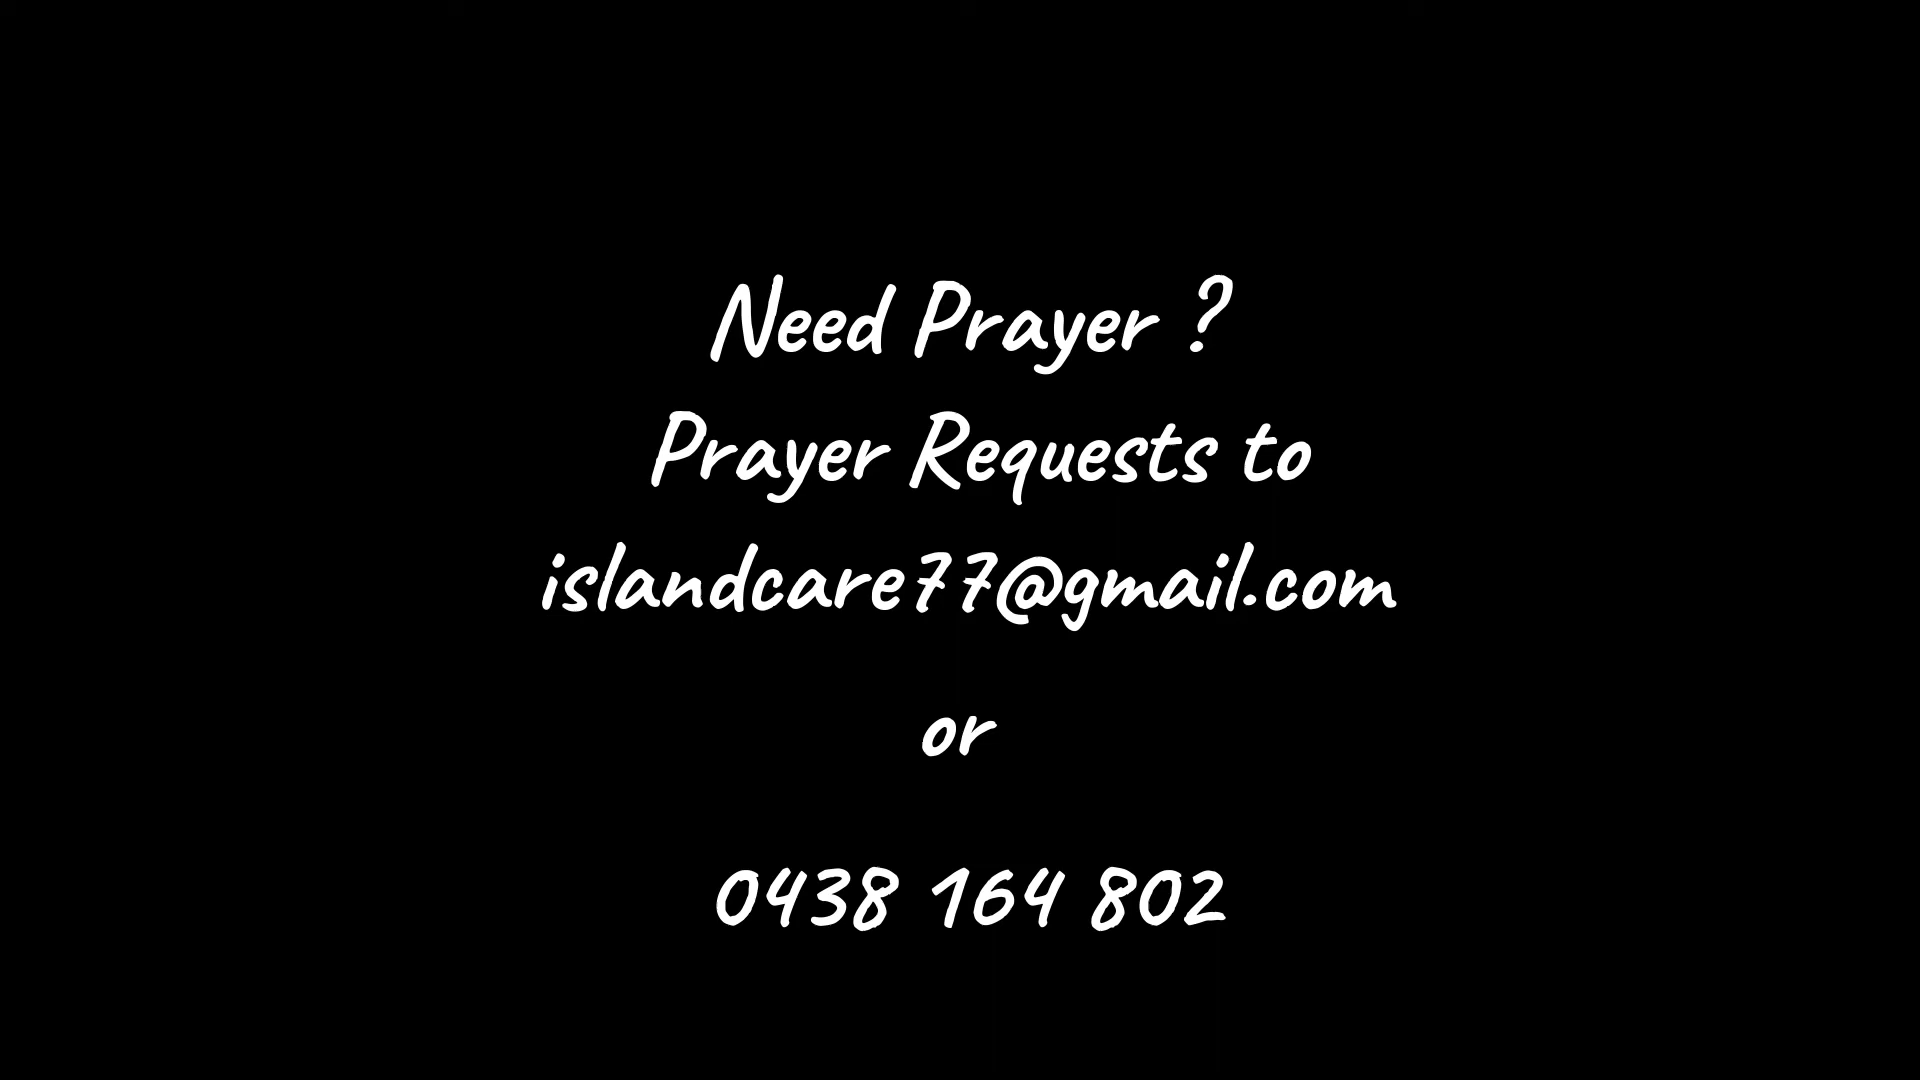 Need Prayer ?
Prayer Requests to
islandcare77@gmail.com
or
0438 164 802